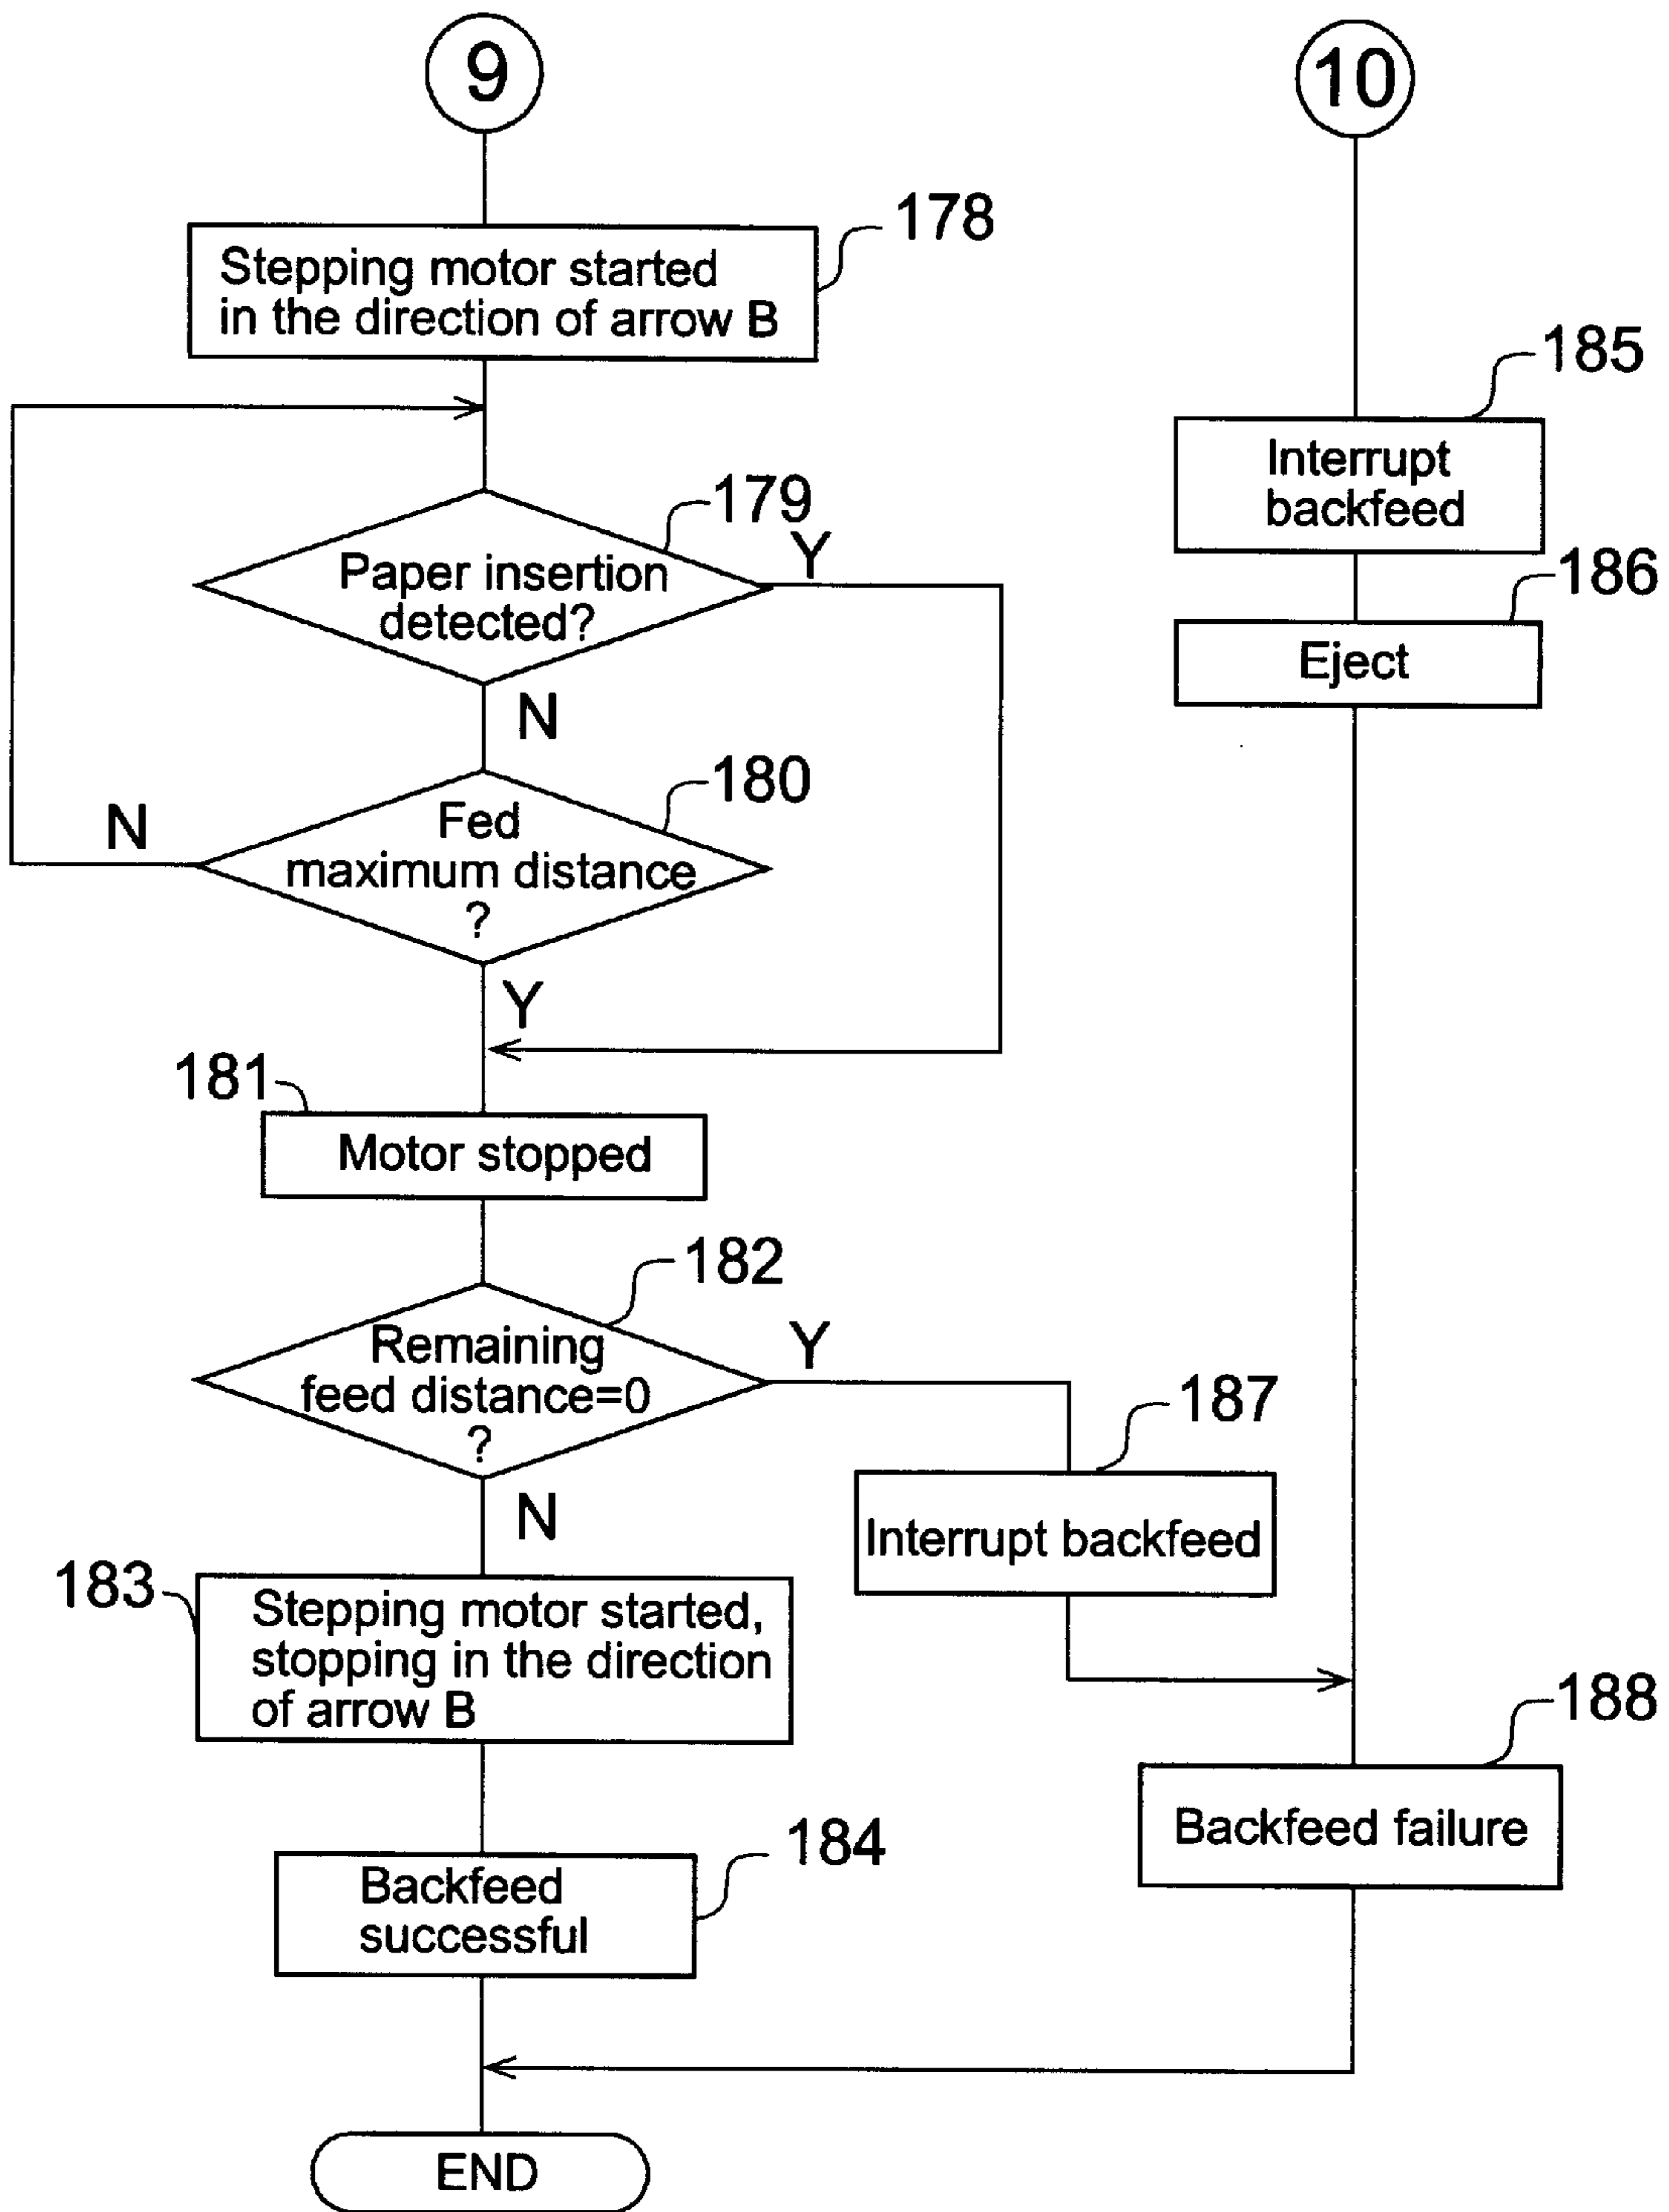 9
10
178
Stepping motor started
in the direction of arrow B
185
Interrupt
backfeed
179
Y
Paper insertion
detected?
186
Eject
N
180
N
Fed
maximum distance
?
Y
181
Motor stopped
182
Y
Remaining
feed distance=0
?
187
N
Interrupt backfeed
183
Stepping motor started,
stopping in the direction
of arrow B
188
Backfeed failure
184
Backfeed
successful
END